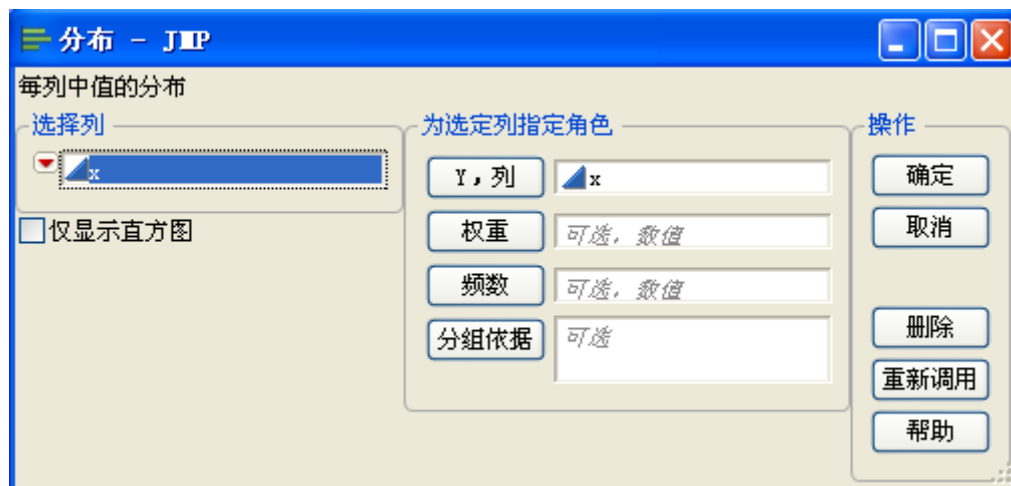 分布 - JMP
每列中值的分布
选择列
x
仅显示直方图
为选定列指定角色
Y，列
x
权重
可选，数值
频数
可选，数值
分组依据
可选
操作
确定
取消
删除
重新调用
帮助